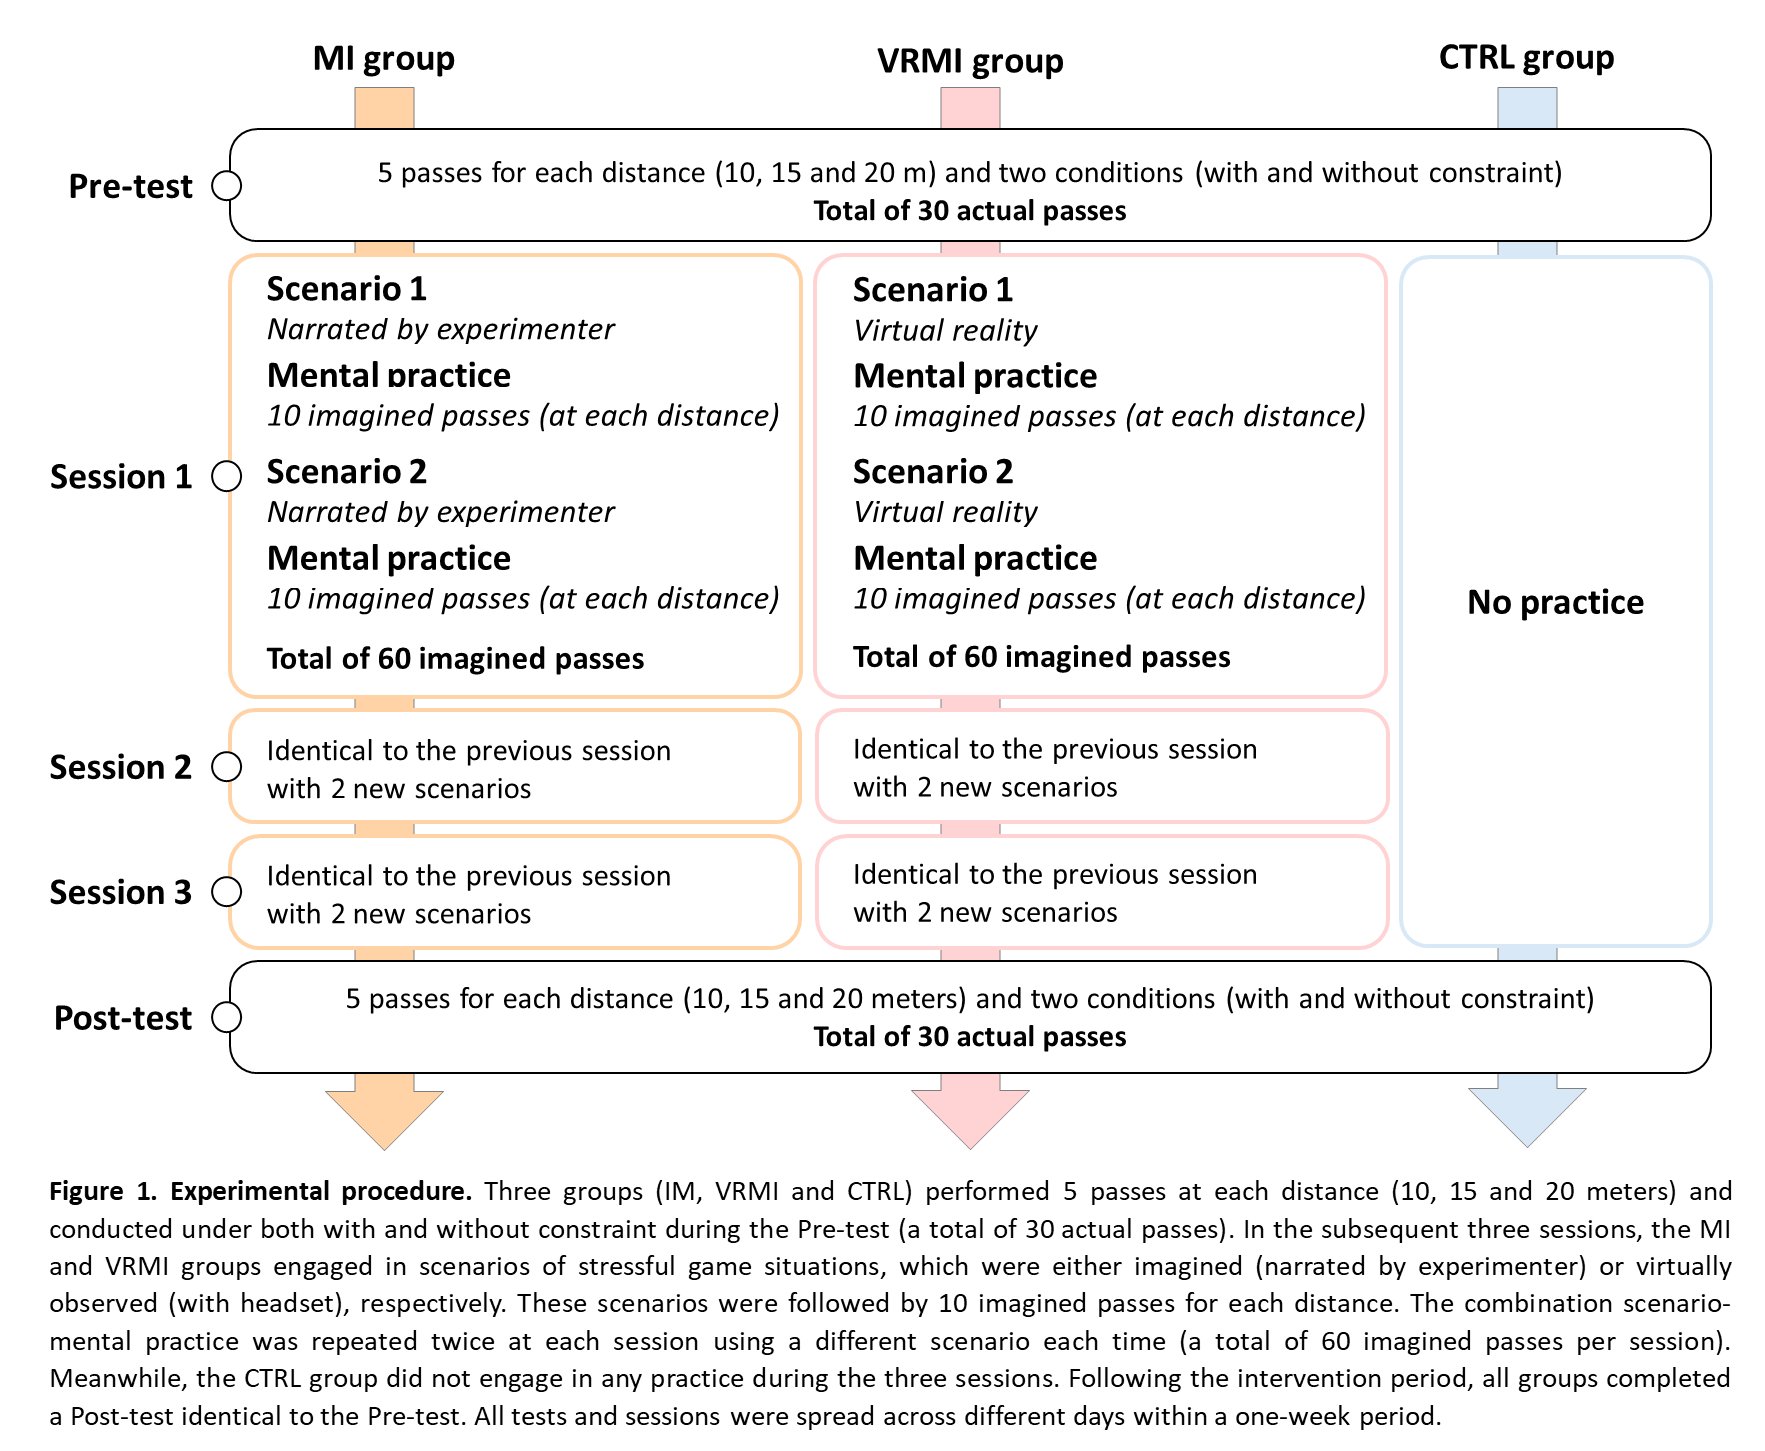 MI group
VRMI group
CTRL group
Pre-test
5 passes for each distance (10, 15 and 20 m) and two conditions (with and without constraint)
Total of 30 actual passes
Session 1
Scenario 1
Narrated by experimenter
Mental practice
10 imagined passes (at each distance)
Scenario 2
Narrated by experimenter
Mental practice
10 imagined passes (at each distance)
Total of 60 imagined passes
Scenario 1
Virtual reality
Mental practice
10 imagined passes (at each distance)
Scenario 2
Virtual reality
Mental practice
10 imagined passes (at each distance)
Total of 60 imagined passes
No practice
Session 2
Identical to the previous session
with 2 new scenarios
Identical to the previous session
with 2 new scenarios
Session 3
Identical to the previous session
with 2 new scenarios
Identical to the previous session
with 2 new scenarios
Post-test
5 passes for each distance (10, 15 and 20 meters) and two conditions (with and without constraint)
Total of 30 actual passes
Figure 1. Experimental procedure. Three groups (IM, VRMI and CTRL) performed 5 passes at each distance (10, 15 and 20 meters) and
conducted under both with and without constraint during the Pre-test (a total of 30 actual passes). In the subsequent three sessions, the MI
and VRMI groups engaged in scenarios of stressful game situations, which were either imagined (narrated by experimenter) or virtually
observed (with headset), respectively. These scenarios were followed by 10 imagined passes for each distance. The combination scenario-
mental practice was repeated twice at each session using a different scenario each time (a total of 60 imagined passes per session).
Meanwhile, the CTRL group did not engage in any practice during the three sessions. Following the intervention period, all groups completed
a Post-test identical to the Pre-test. All tests and sessions were spread across different days within a one-week period.